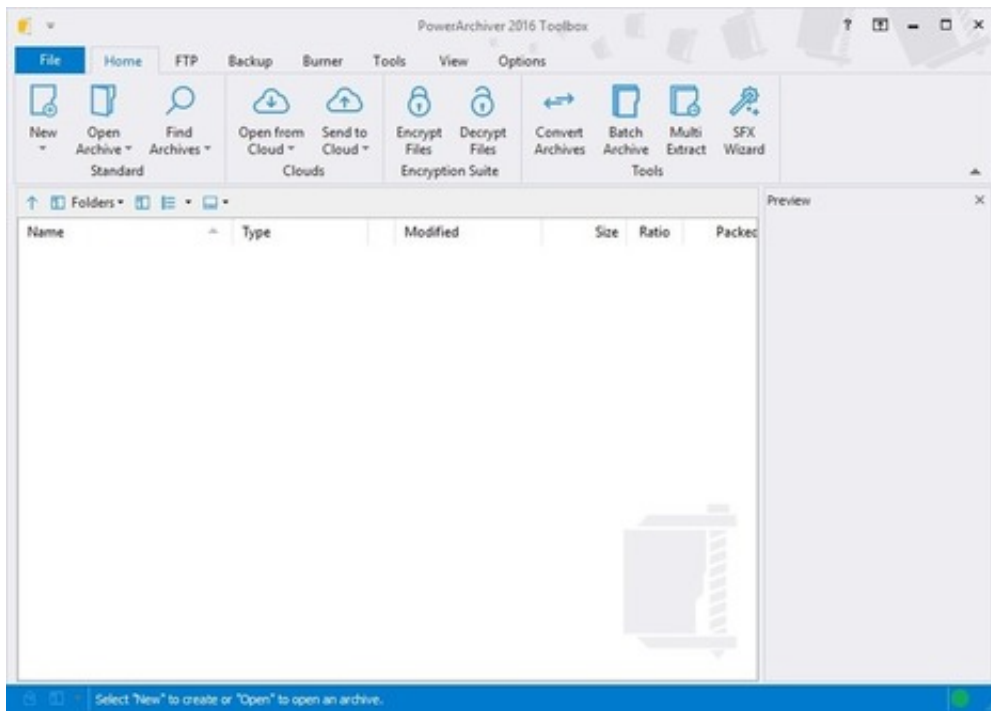 PowerArchiver 2016 Toolbox
?
File Home FTP Backup Burner Tools View Options
New Open Archive Find Archives Open from Cloud Send to Cloud Encrypt Files Decrypt Files Convert Archives Batch Archive Multi Extract SFX Wizard
Standard Clouds Encryption Suite Tools
Folders Preview
Name Type Modified Size Ratio Packed
Select "New" to create or "Open" to open an archive.